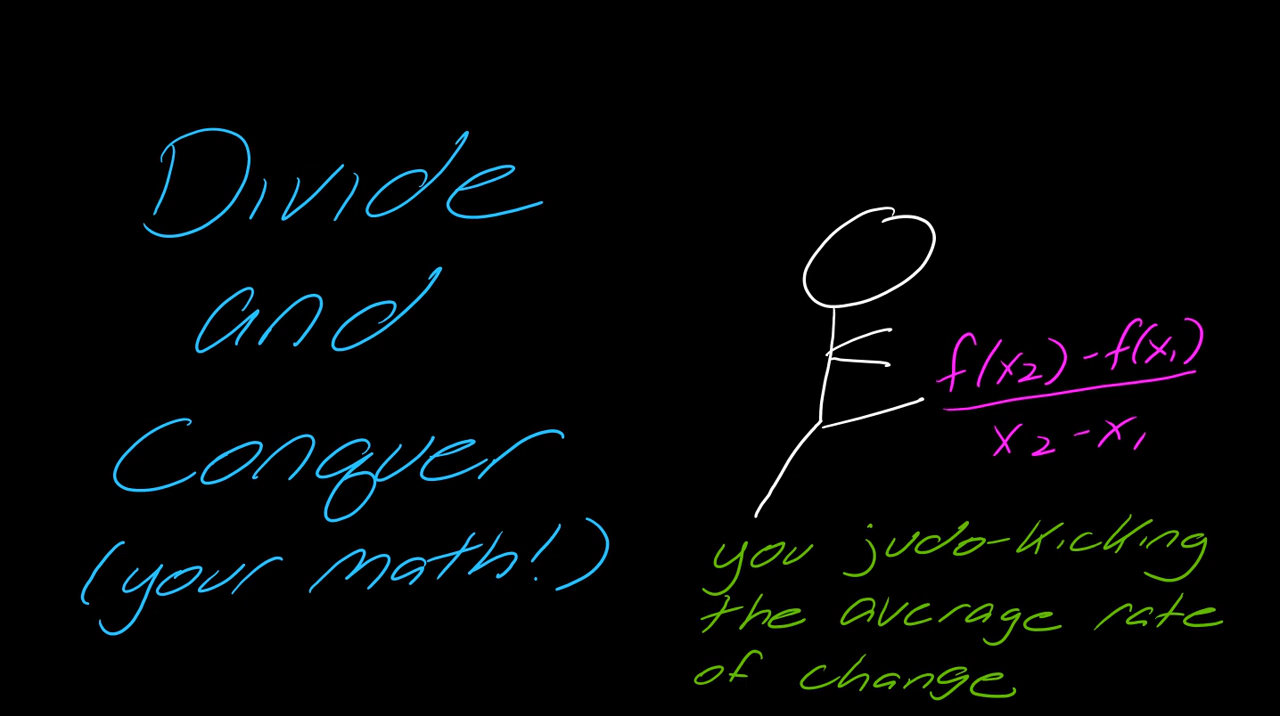 Divide
and
Conquer
(your math!)
f(x₂)-f(x₁)
x₂-x₁
you judo-kicking
the average rate
of change